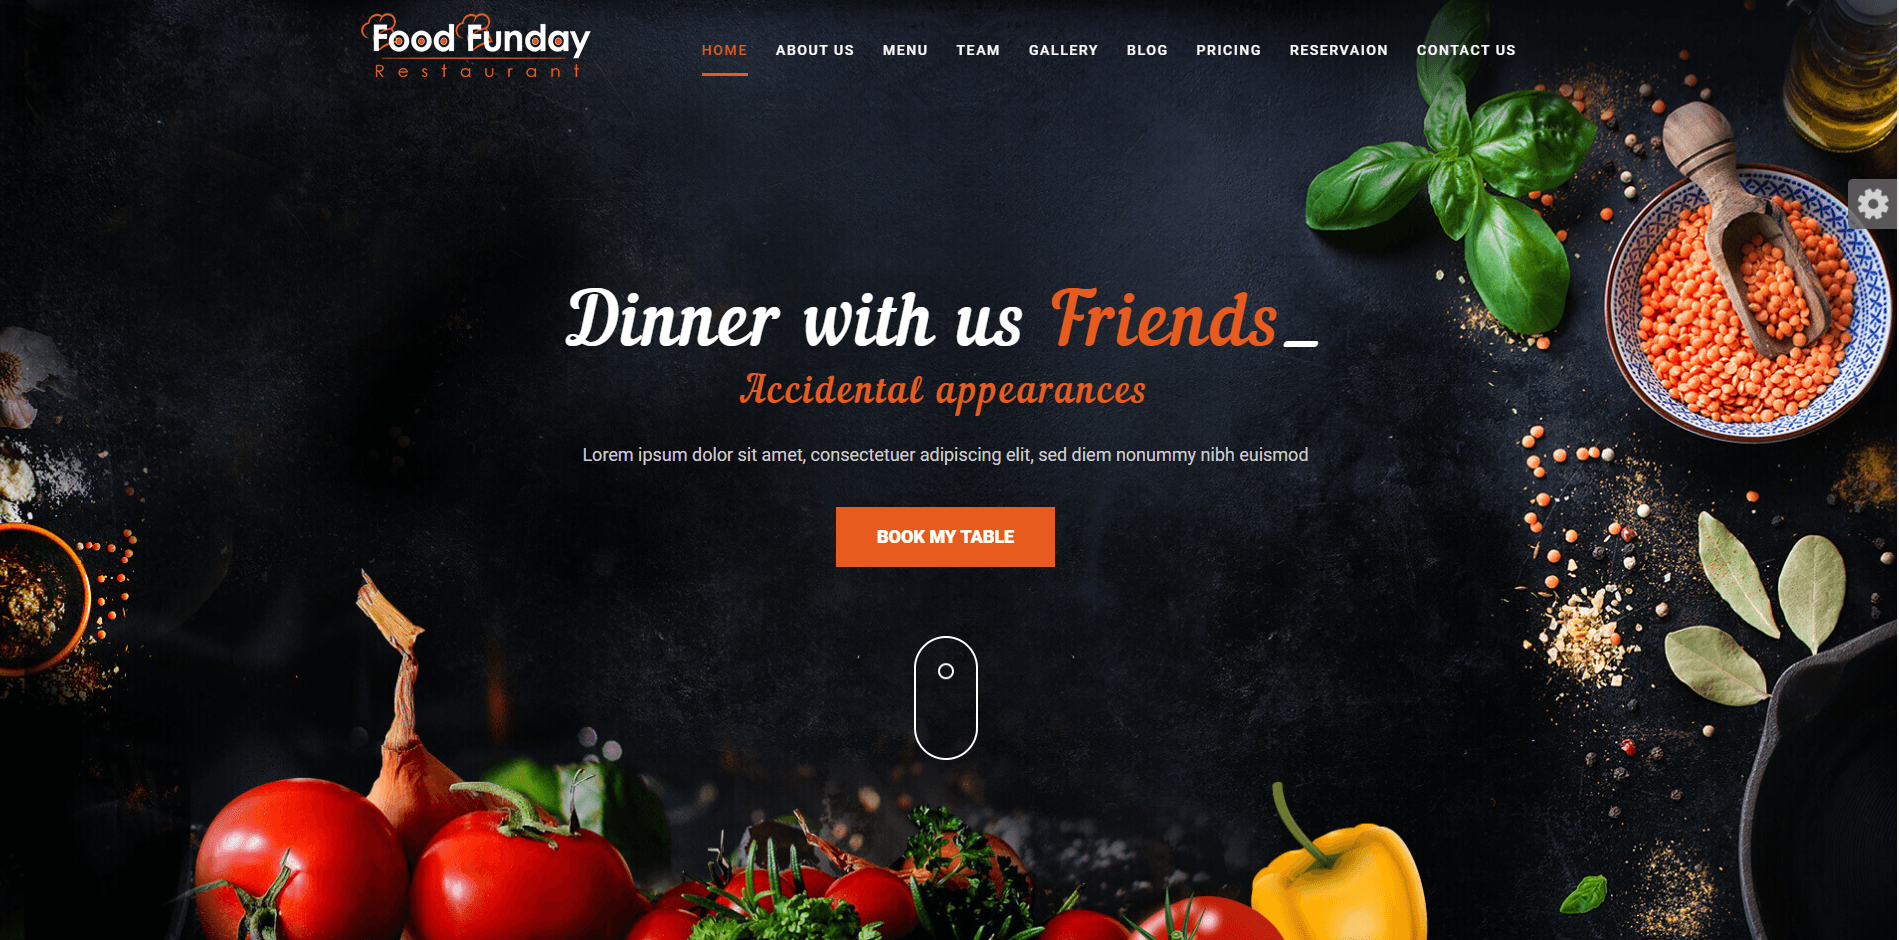 Food Funday
Restaurant
HOME ABOUT US MENU TEAM GALLERY BLOG PRICING RESERVAION CONTACT US
Dinner with us Friends_
Accidental appearances
Lorem ipsum dolor sit amet, consectetuer adipiscing elit, sed diem nonummy nibh euismod
BOOK MY TABLE